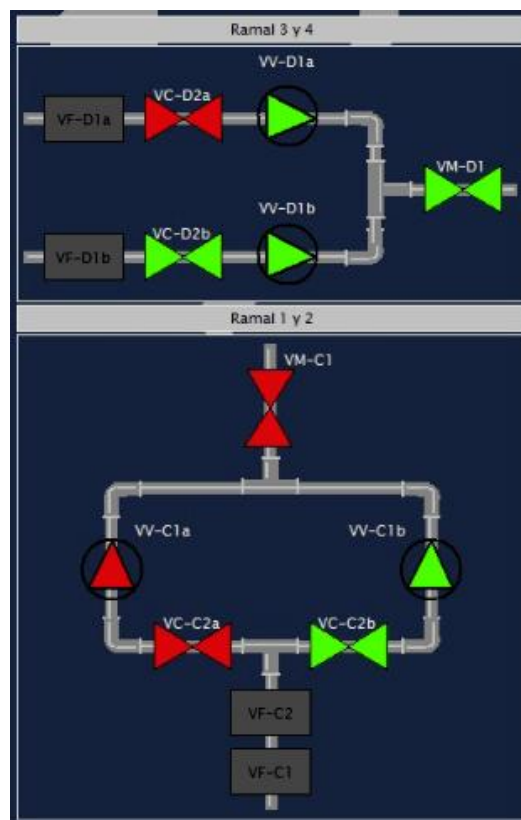 Ramal 3 y 4
VV-D1a
VC-D2a
VF-D1a
VM-D1
VV-D1b
VC-D2b
VF-D1b
Ramal 1 y 2
VM-C1
VV-C1a
VV-C1b
VC-C2a
VC-C2b
VF-C2
VF-C1